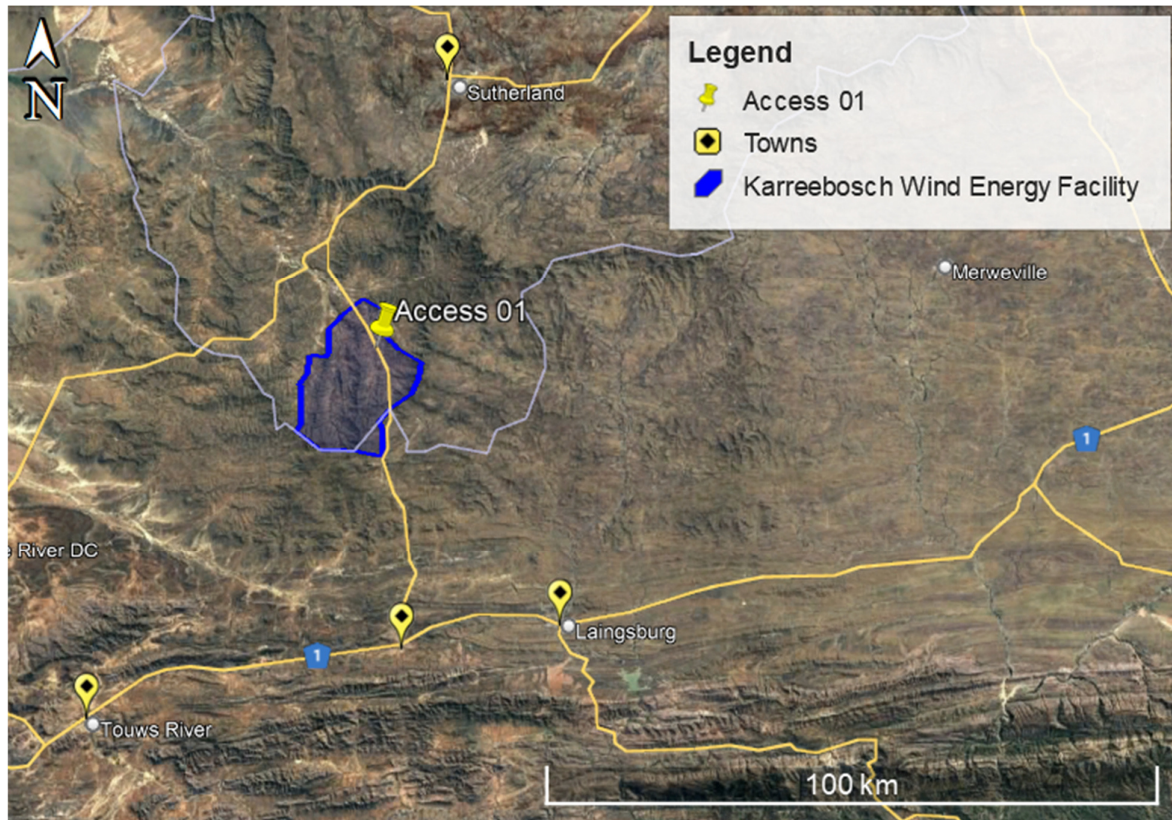 N
Legend
Access 01
Towns
Karreebosch Wind Energy Facility
Sutherland
Merweville
Access 01
1
e River DC
Laingsburg
1
Touws River
100 km